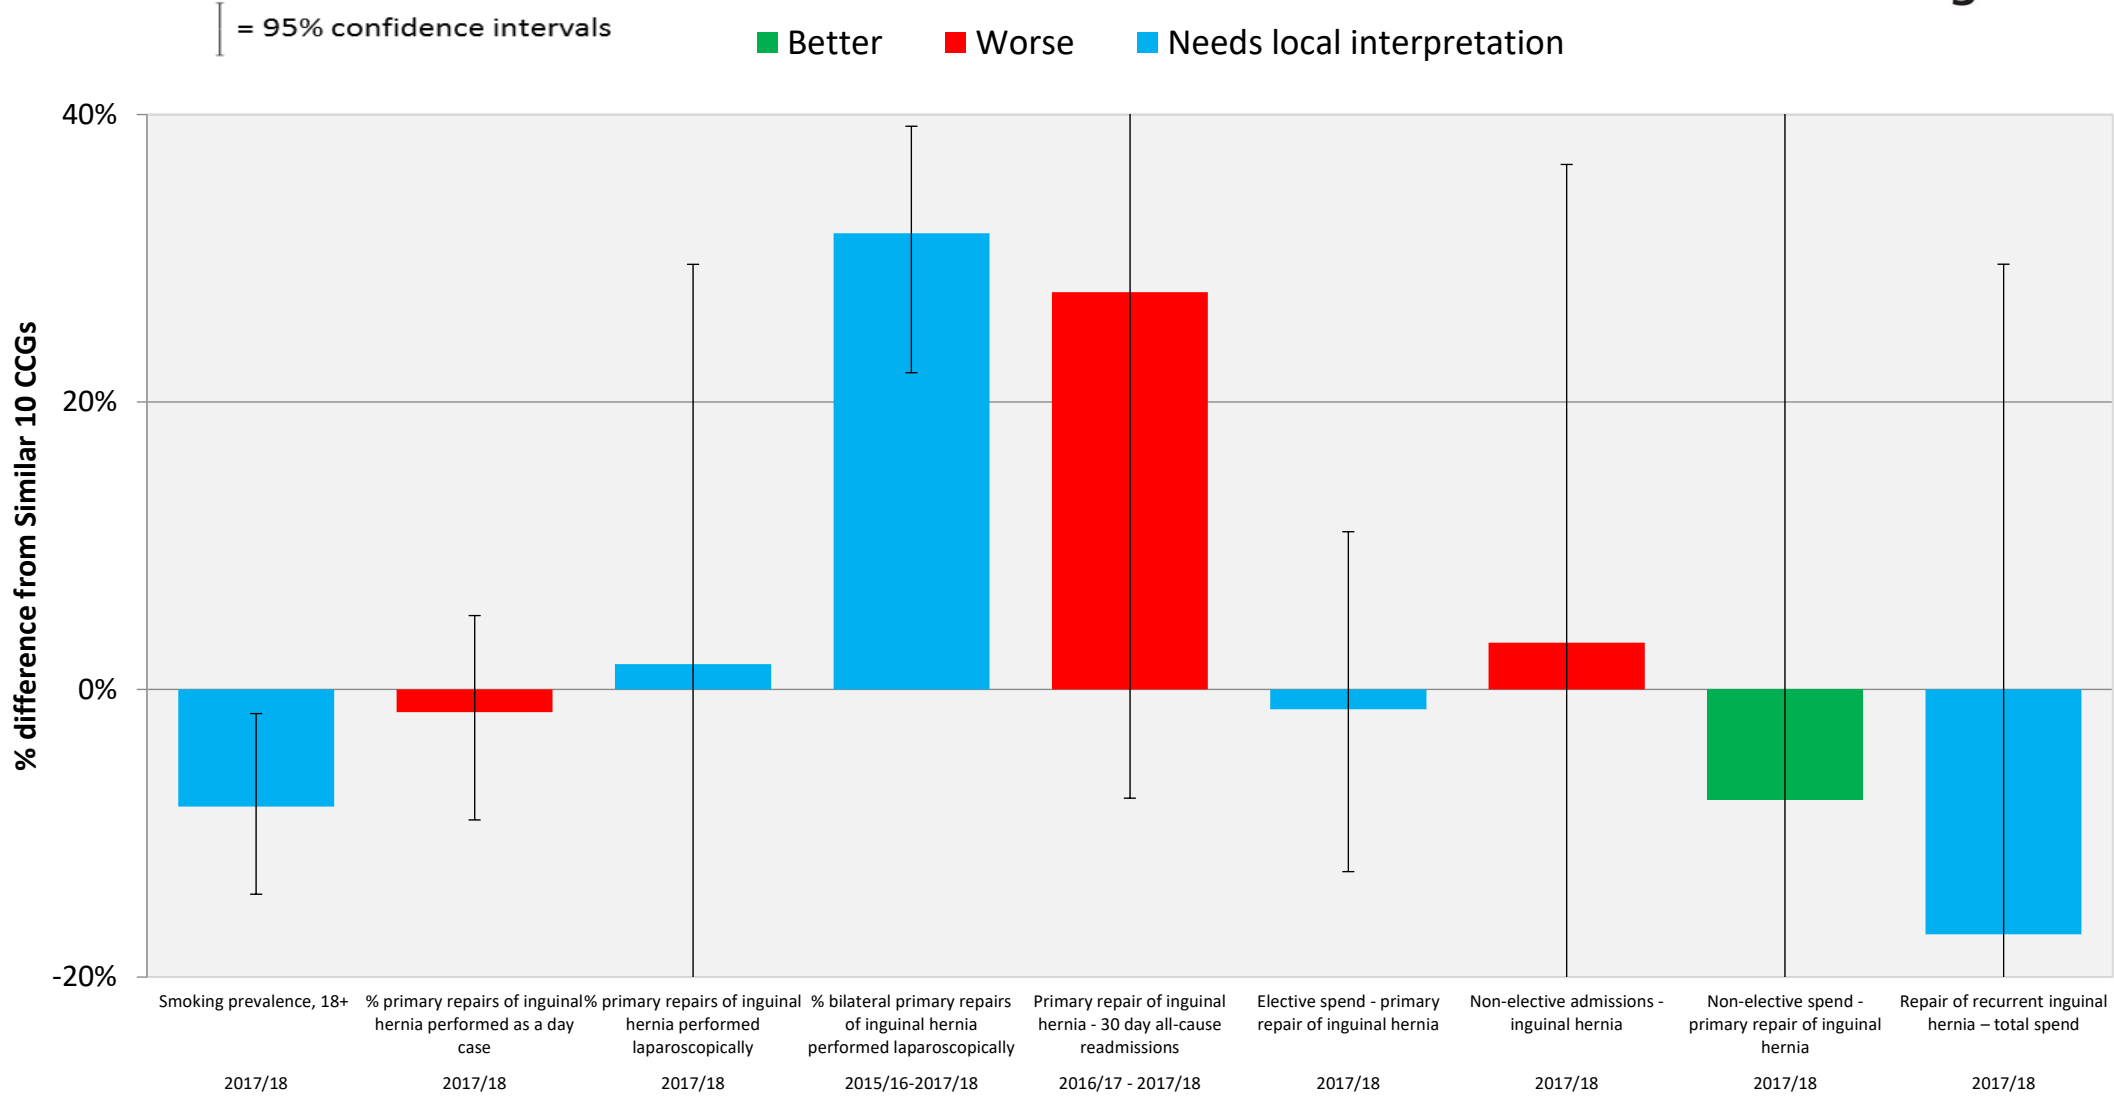 = 95% confidence intervals
Better
Worse
Needs local interpretation
% difference from Similar 10 CCGs
40%
20%
0%
-20%
Smoking prevalence, 18+
2017/18
% primary repairs of inguinal
hernia performed as a day
case
2017/18
% primary repairs of inguinal
hernia performed
laparoscopically
2017/18
% bilateral primary repairs
of inguinal hernia
performed laparoscopically
2015/16-2017/18
Primary repair of inguinal
hernia - 30 day all-cause
readmissions
2016/17 - 2017/18
Elective spend - primary
repair of inguinal hernia
2017/18
Non-elective admissions -
inguinal hernia
2017/18
Non-elective spend -
primary repair of inguinal
hernia
2017/18
Repair of recurrent inguinal
hernia – total spend
2017/18